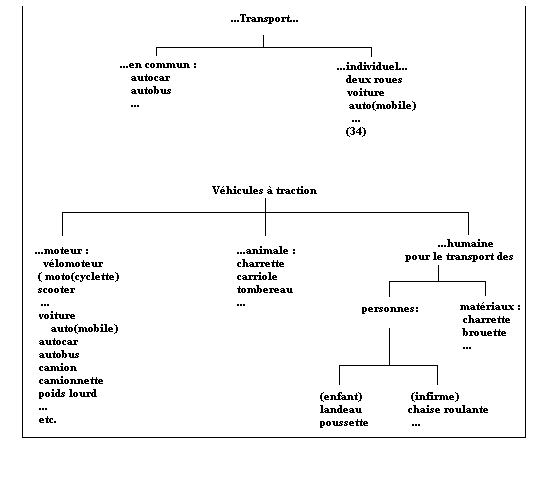 ...Transport...
...en commun :
autocar
autobus
...
...individuel...
deux roues
voiture
auto(mobile)
...
(34)
Véhicules à traction
...moteur :
vélomoteur
( moto(cyclette)
scooter
...
voiture
auto(mobile)
autocar
autobus
camion
camionnette
poids lourd
...
etc.
...animale :
charrette
carriole
tombereau
...
...humaine
pour le transport des
personnes:
matériaux :
charrette
brouette
...
(enfant)
landeau
poussette
(infirme)
chaise roulante
...